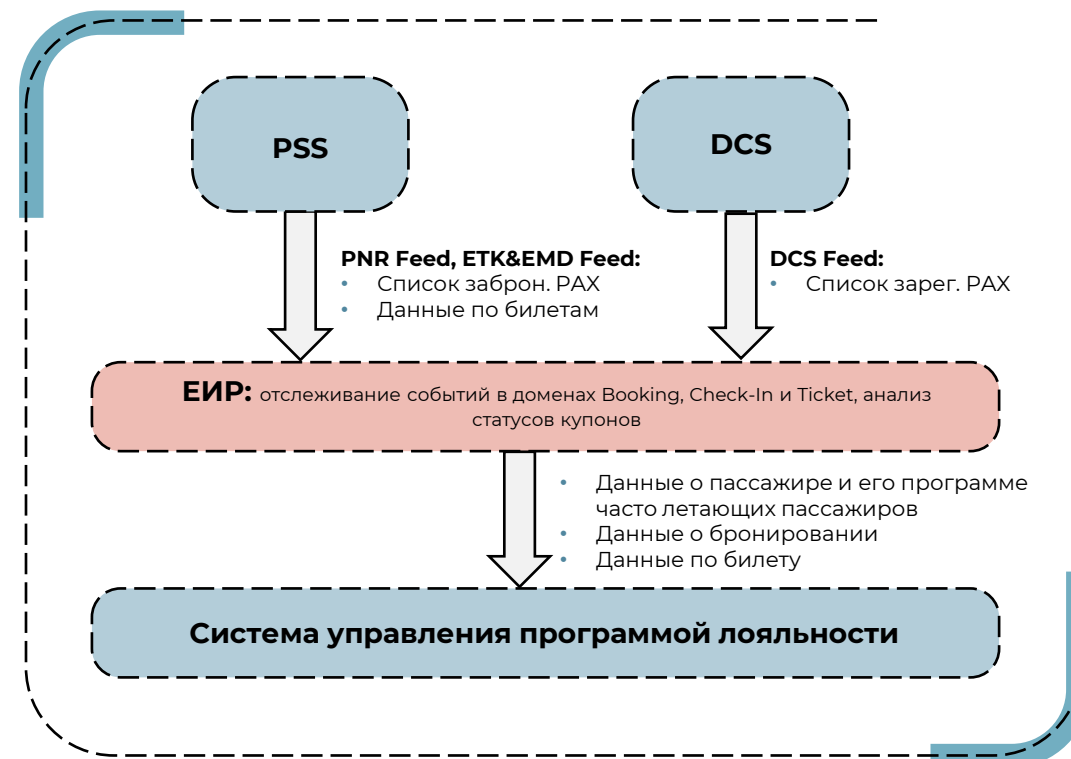 PSS
DCS
PNR Feed, ETK&EMD Feed:
• Список заброн. PAX
• Данные по билетам
DCS Feed:
• Список зарег. PAX
ЕИР: отслеживание событий в доменах Booking, Check-In и Ticket, анализ
статусов купонов
• Данные о пассажире и его программе
часто летающих пассажиров
• Данные о бронировании
• Данные по билету
Система управления программой лояльности